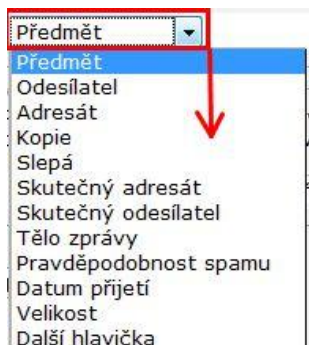 Předmět
Předmět
Odesílatel
Adresát
Kopie
Slepá
Skutečný adresát
Skutečný odesílatel
Tělo zprávy
Pravděpodobnost spamu
Datum přijetí
Velikost
Další hlavička